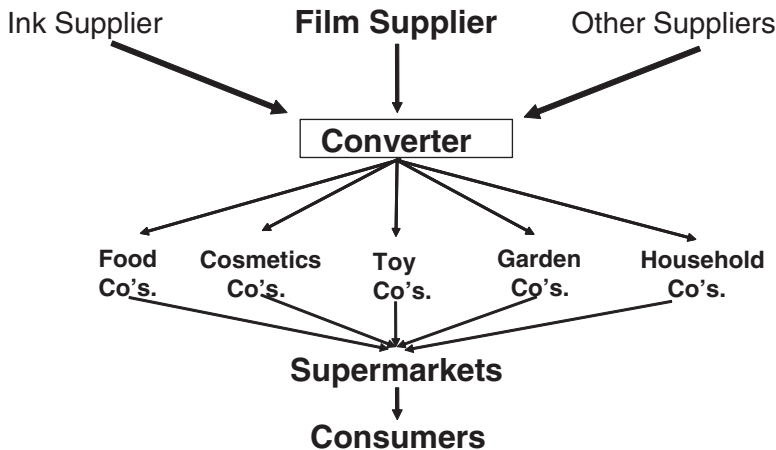 Ink Supplier
Film Supplier
Other Suppliers
Converter
Food
Co’s.
Cosmetics
Co’s.
Toy
Co’s.
Garden
Co’s.
Household
Co’s.
Supermarkets
Consumers